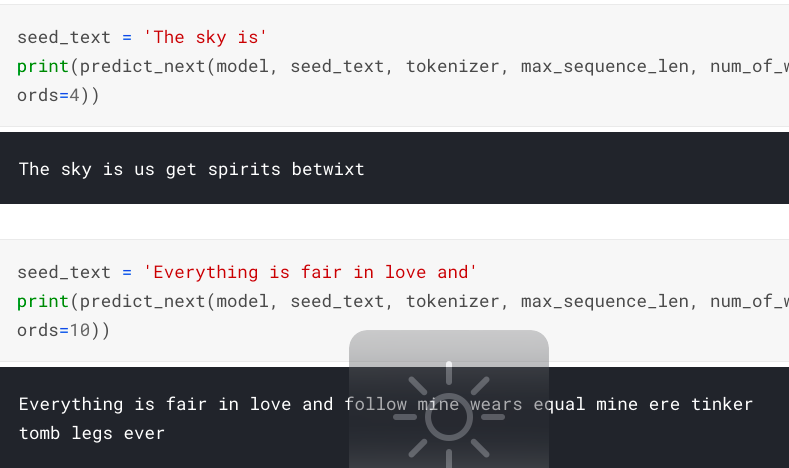 seed_text = 'The sky is'
print(predict_next(model, seed_text, tokenizer, max_sequence_len, num_of_w
ords=4))
The sky is us get spirits betwixt
seed_text = 'Everything is fair in love and'
print(predict_next(model, seed_text, tokenizer, max_sequence_len, num_of_w
ords=10))
Everything is fair in love and follow mine wears equal mine ere tinker
tomb legs ever